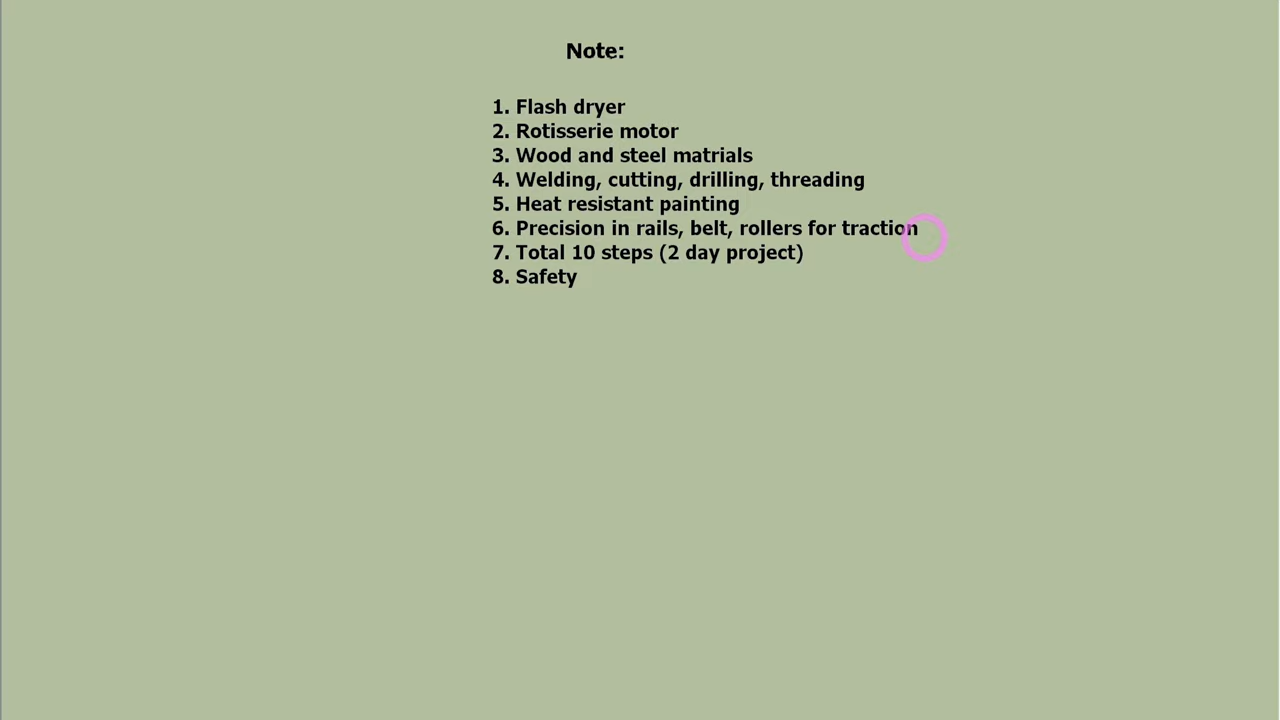 Note:
1. Flash dryer
2. Rotisserie motor
3. Wood and steel matrials
4. Welding, cutting, drilling, threading
5. Heat resistant painting
6. Precision in rails, belt, rollers for traction
7. Total 10 steps (2 day project)
8. Safety